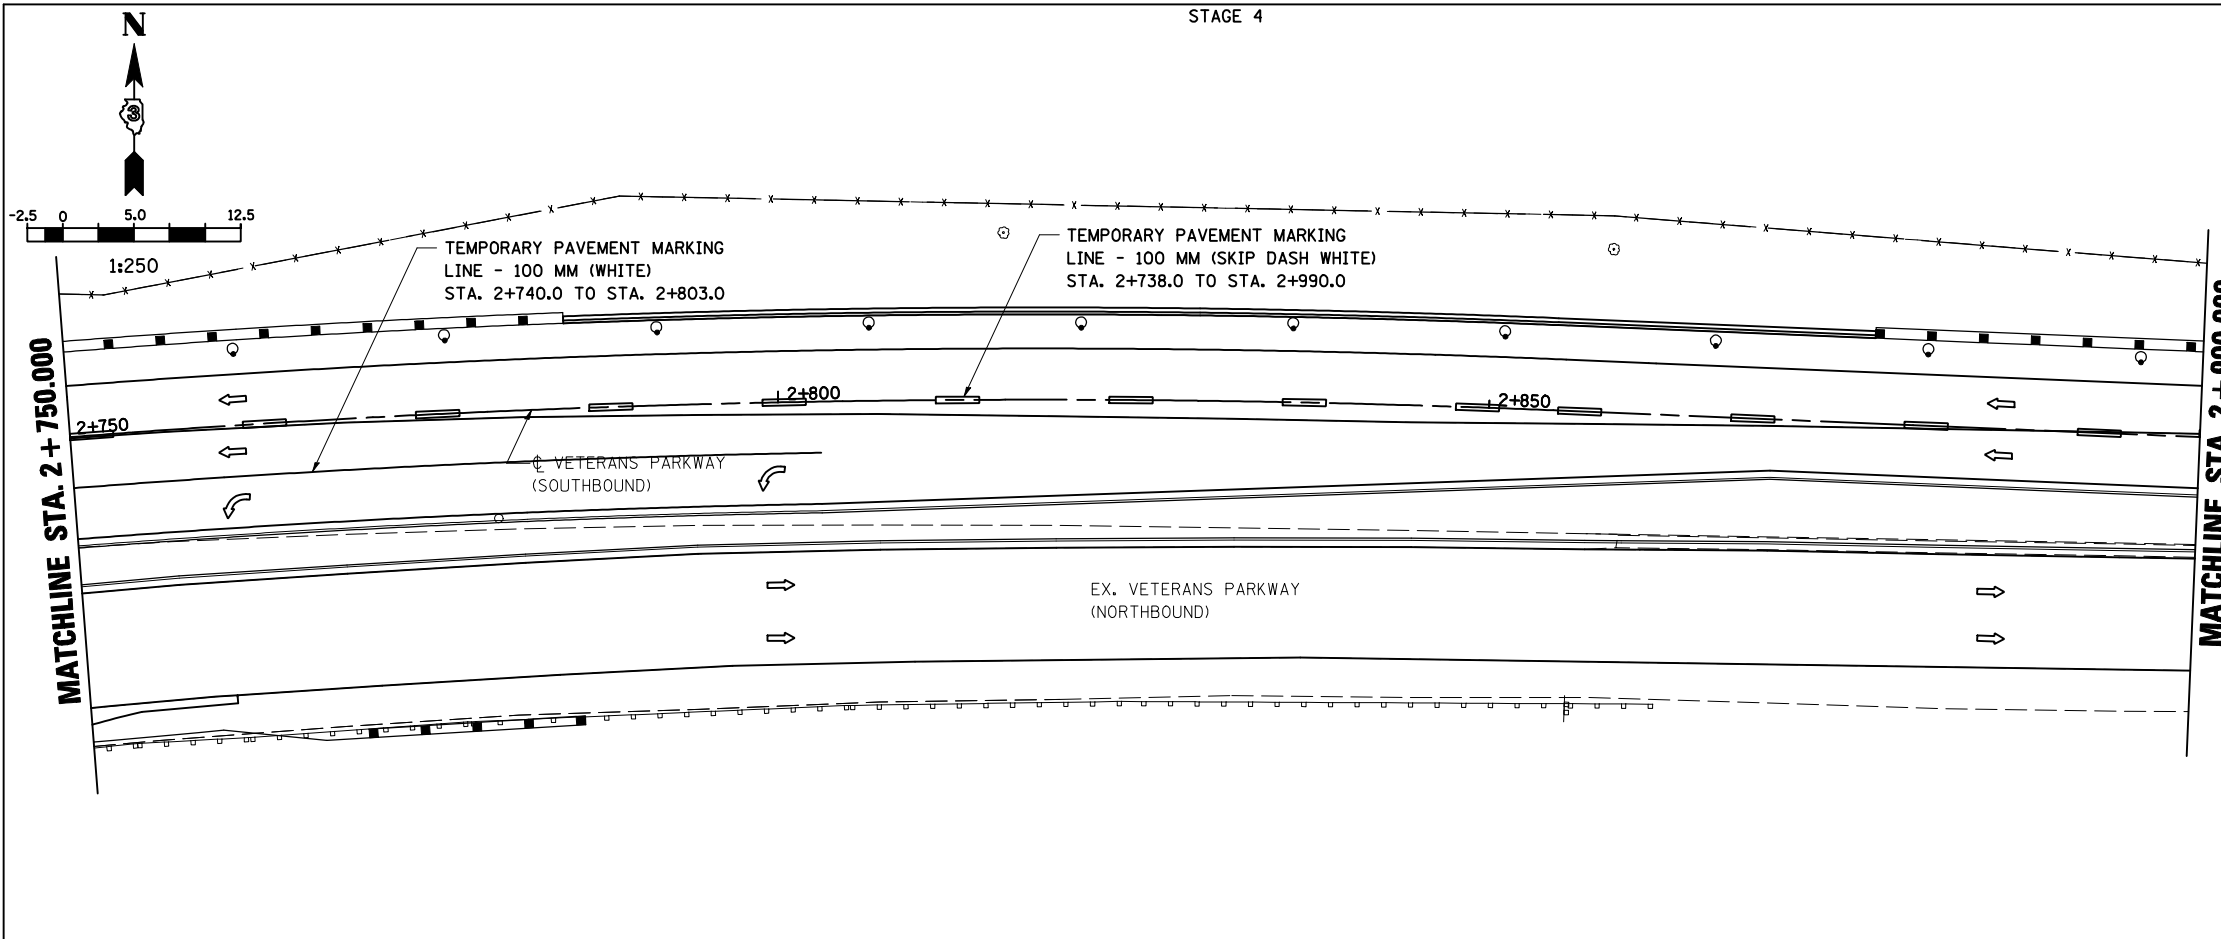 STAGE 4
N
3
-2.5 0 5.0 12.5
1:250
TEMPORARY PAVEMENT MARKING
LINE - 100 MM (WHITE)
STA. 2+740.0 TO STA. 2+803.0
TEMPORARY PAVEMENT MARKING
LINE - 100 MM (SKIP DASH WHITE)
STA. 2+738.0 TO STA. 2+990.0
MATCHLINE STA. 2+750.000
2+750
2+800
2+850
℄ VETERANS PARKWAY
(SOUTHBOUND)
EX. VETERANS PARKWAY
(NORTHBOUND)
MATCHLINE STA. 2+